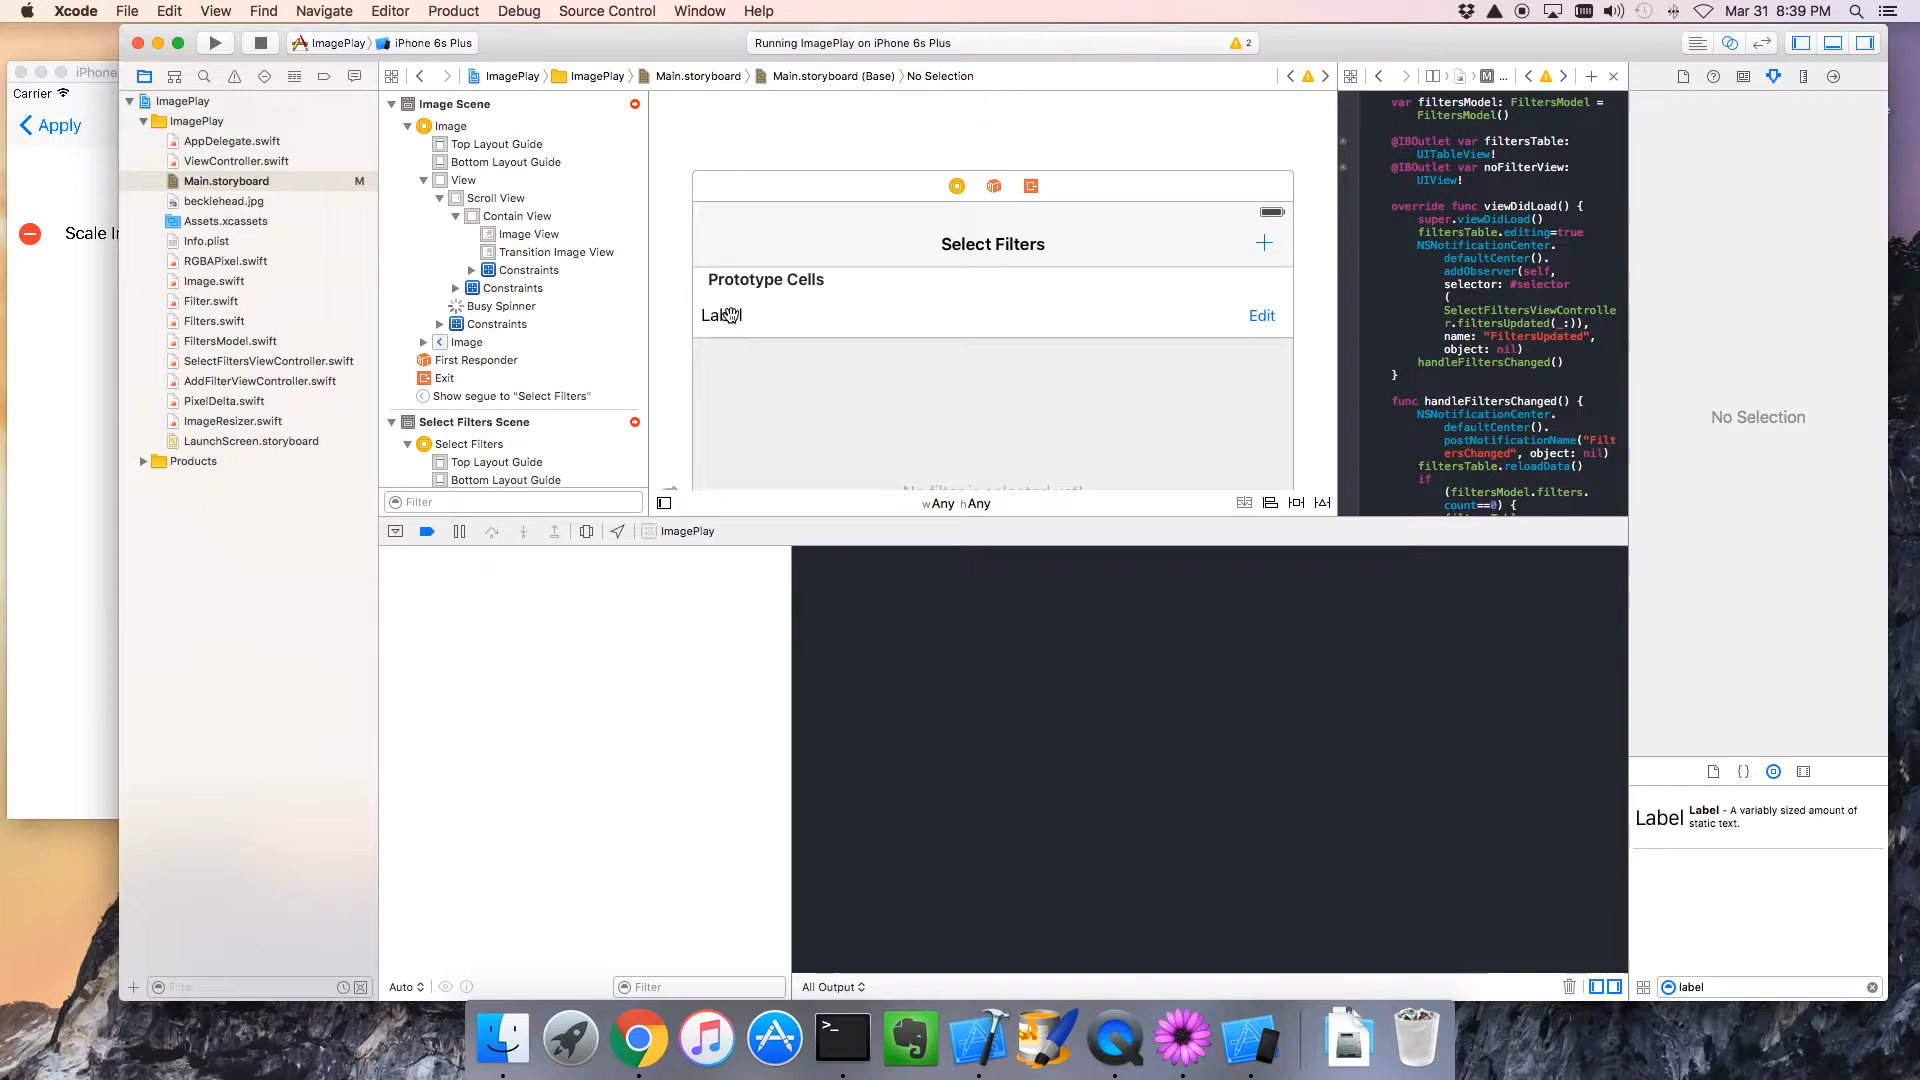 Xcode File Edit View Find Navigate Editor Product Debug Source Control Window Help
Mar 31 8:39 PM
ImagePlay iPhone 6s Plus
Running ImagePlay on iPhone 6s Plus
2
iPhone
Carrier
Apply
Scale I
ImagePlay
ImagePlay
AppDelegate.swift
ViewController.swift
Main.storyboard M
becklehead.jpg
Assets.xcassets
Info.plist
RGBAPixel.swift
Image.swift
Filter.swift
Filters.swift
FiltersModel.swift
SelectFiltersViewController.swift
AddFilterViewController.swift
PixelDelta.swift
ImageResizer.swift
LaunchScreen.storyboard
Products
Filter
ImagePlay ImagePlay Main.storyboard Main.storyboard (Base) No Selection
Image Scene
Image
Top Layout Guide
Bottom Layout Guide
View
Scroll View
Contain View
Image View
Transition Image View
Constraints
Constraints
Busy Spinner
Constraints
Image
First Responder
Exit
Show segue to "Select Filters"
Select Filters Scene
Select Filters
Top Layout Guide
Bottom Layout Guide
Filter
Select Filters
Prototype Cells
Label Edit
No filter is selected yet!
wAny hAny
M ...
var filtersModel: FiltersModel =
FiltersModel()
@IBOutlet var filtersTable:
UITableView!
@IBOutlet var noFilterView:
UIView!
override func viewDidLoad() {
super.viewDidLoad()
filtersTable.editing=true
NSNotificationCenter.
defaultCenter().
addObserver(self,
selector: #selector
(
SelectFiltersViewControlle
r.filtersUpdated(_:)),
name: "FiltersUpdated",
object: nil)
handleFiltersChanged()
}
func handleFiltersChanged() {
NSNotificationCenter.
defaultCenter().
postNotificationName("Filt
ersChanged", object: nil)
filtersTable.reloadData()
if
(filtersModel.filters.
count==0) {
No Selection
ImagePlay
Auto
Filter
All Output
Label Label - A variably sized amount of
static text.
label